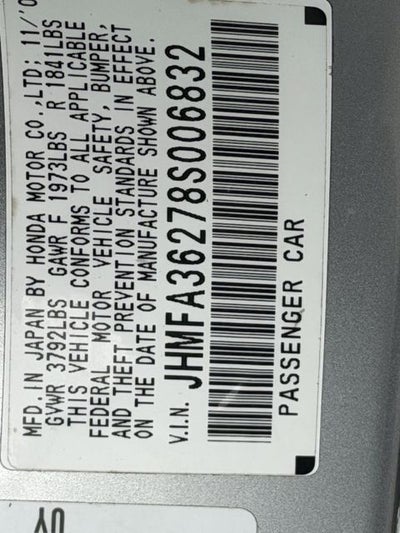 MFD. IN JAPAN BY HONDA MOTOR CO.,LTD; 11/'0
GVWR 3792LBS GAWR F 1973LBS R 1841LBS
THIS VEHICLE CONFORMS TO ALL APPLICABLE
FEDERAL MOTOR VEHICLE SAFETY, BUMPER,
AND THEFT PREVENTION STANDARDS IN EFFECT
ON THE DATE OF MANUFACTURE SHOWN ABOVE.
V.I.N. JHMFA36278S006832
PASSENGER CAR